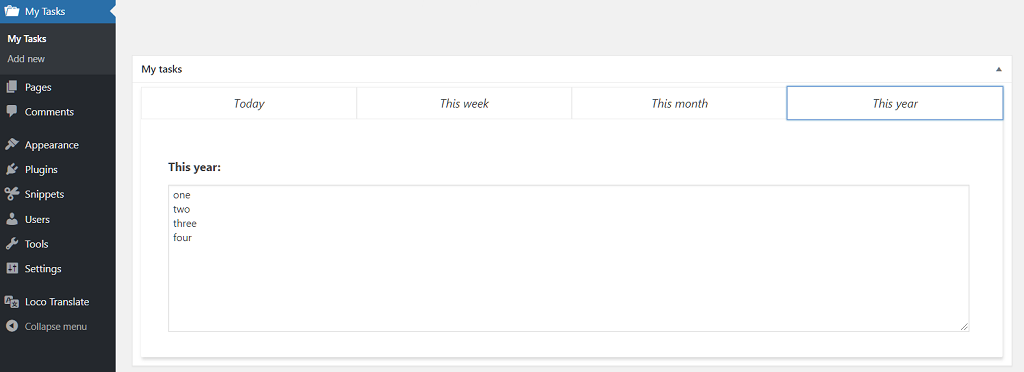 My Tasks
My Tasks
Add new
Pages
Comments
Appearance
Plugins
Snippets
Users
Tools
Settings
Loco Translate
Collapse menu
My tasks
Today This week This month This year
This year:
one
two
three
four